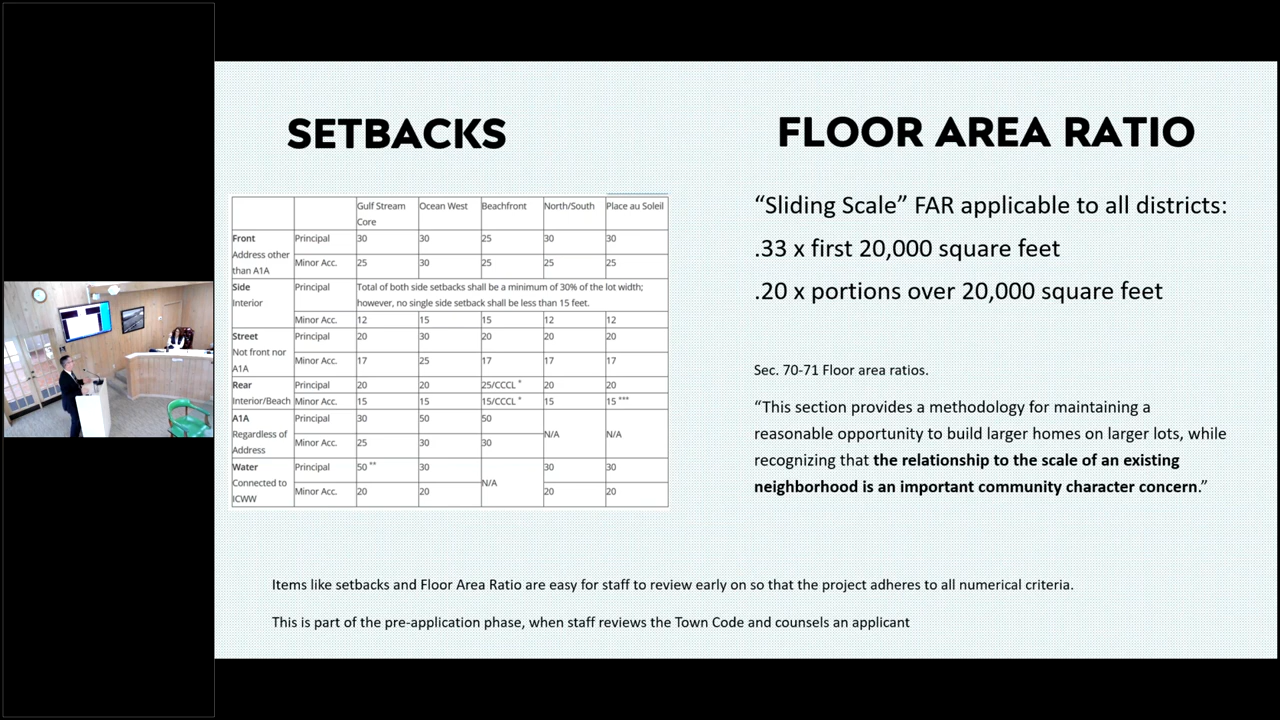 SETBACKS
Gulf Stream Core Ocean West Beachfront North/South Place au Soleil
Front Address other than A1A Principal 30 30 25 30 30
Minor Acc. 25 30 25 25 25
Side Interior Principal Total of both side setbacks shall be a minimum of 30% of the lot width;
however, no single side setback shall be less than 15 feet.
Minor Acc. 12 15 15 12 12
Street Not front nor A1A Principal 20 30 20 20 20
Minor Acc. 17 25 17 17 17
Rear Interior/Beach Principal 20 20 25/CCCL * 20 20
Minor Acc. 15 15 15/CCCL * 15 15 ***
A1A Regardless of Address Principal 30 50 50 N/A N/A
Minor Acc. 25 30 30
Water Connected to ICWW Principal 50 ** 30 N/A 30 30
Minor Acc. 20 20 20 20
FLOOR AREA RATIO
“Sliding Scale” FAR applicable to all districts:
.33 x first 20,000 square feet
.20 x portions over 20,000 square feet
Sec. 70-71 Floor area ratios.
“This section provides a methodology for maintaining a
reasonable opportunity to build larger homes on larger lots, while
recognizing that the relationship to the scale of an existing
neighborhood is an important community character concern.”
Items like setbacks and Floor Area Ratio are easy for staff to review early on so that the project adheres to all numerical criteria.
This is part of the pre-application phase, when staff reviews the Town Code and counsels an applicant